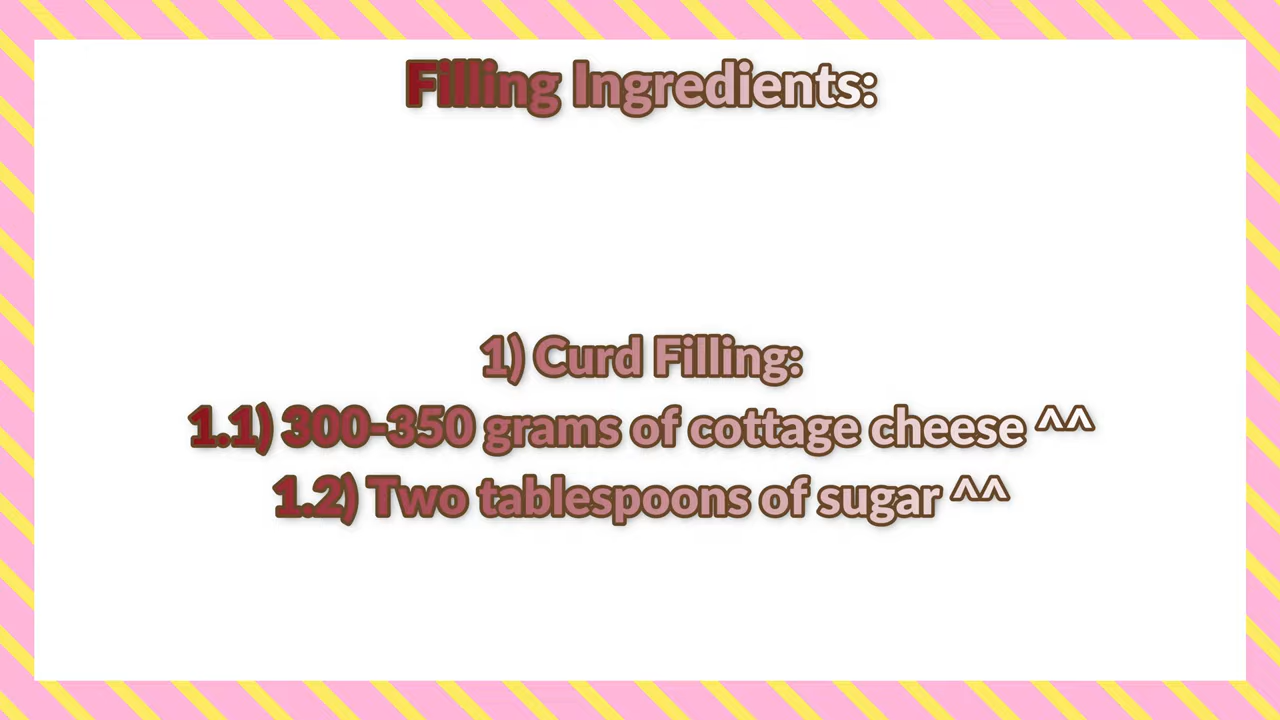 Filling Ingredients:
1) Curd Filling:
1.1) 300-350 grams of cottage cheese ^^
1.2) Two tablespoons of sugar ^^